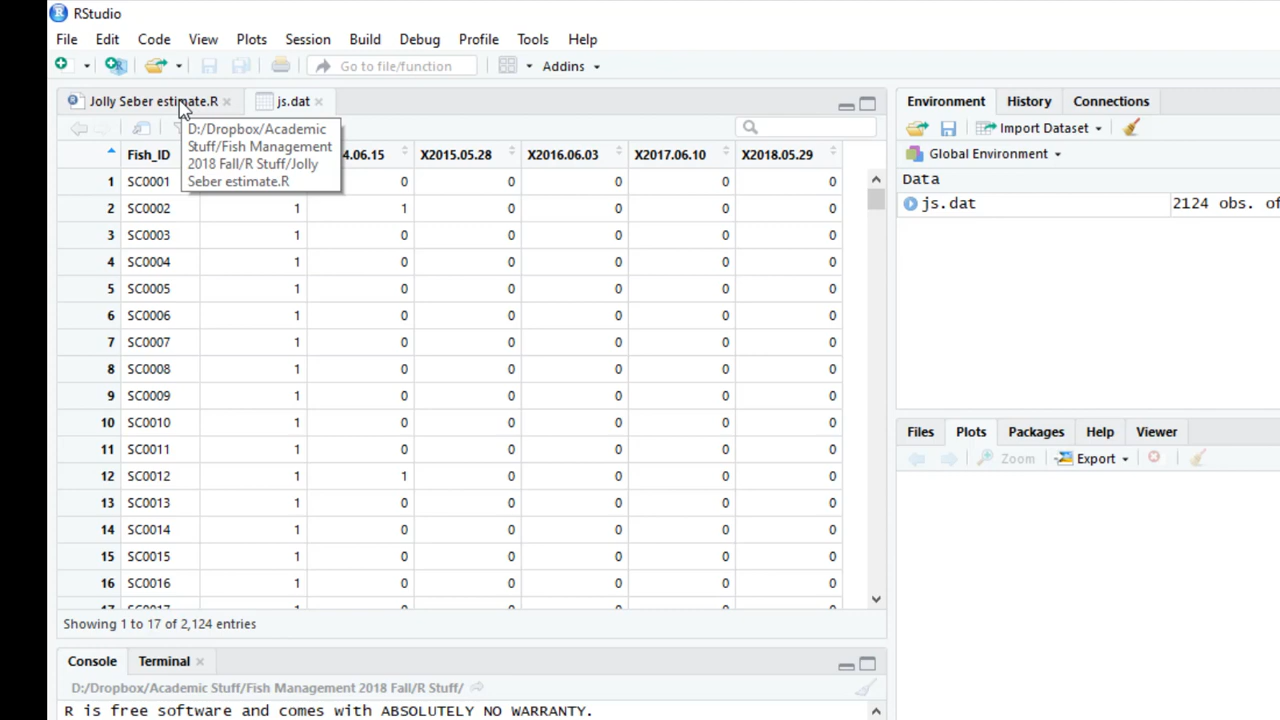 RStudio
File Edit Code View Plots Session Build Debug Profile Tools Help
Go to file/function Addins
Jolly Seber estimate.R js.dat
D:/Dropbox/Academic
Stuff/Fish Management
2018 Fall/R Stuff/Jolly
Seber estimate.R
Fish_ID 4.06.15 X2015.05.28 X2016.06.03 X2017.06.10 X2018.05.29
1 SC0001 0 0 0 0 0
2 SC0002 1 1 0 0 0 0
3 SC0003 1 0 0 0 0 0
4 SC0004 1 0 0 0 0 0
5 SC0005 1 0 0 0 0 0
6 SC0006 1 0 0 0 0 0
7 SC0007 1 0 0 0 0 0
8 SC0008 1 0 0 0 0 0
9 SC0009 1 0 0 0 0 0
10 SC0010 1 0 0 0 0 0
11 SC0011 1 0 0 0 0 0
12 SC0012 1 1 0 0 0 0
13 SC0013 1 0 0 0 0 0
14 SC0014 1 0 0 0 0 0
15 SC0015 1 0 0 0 0 0
16 SC0016 1 0 0 0 0 0
17 SC0017 1 0 0 0 0 0
Showing 1 to 17 of 2,124 entries
Console Terminal
D:/Dropbox/Academic Stuff/Fish Management 2018 Fall/R Stuff/
R is free software and comes with ABSOLUTELY NO WARRANTY.
Environment History Connections
Import Dataset
Global Environment
Data
js.dat 2124 obs. of
Files Plots Packages Help Viewer
Zoom Export